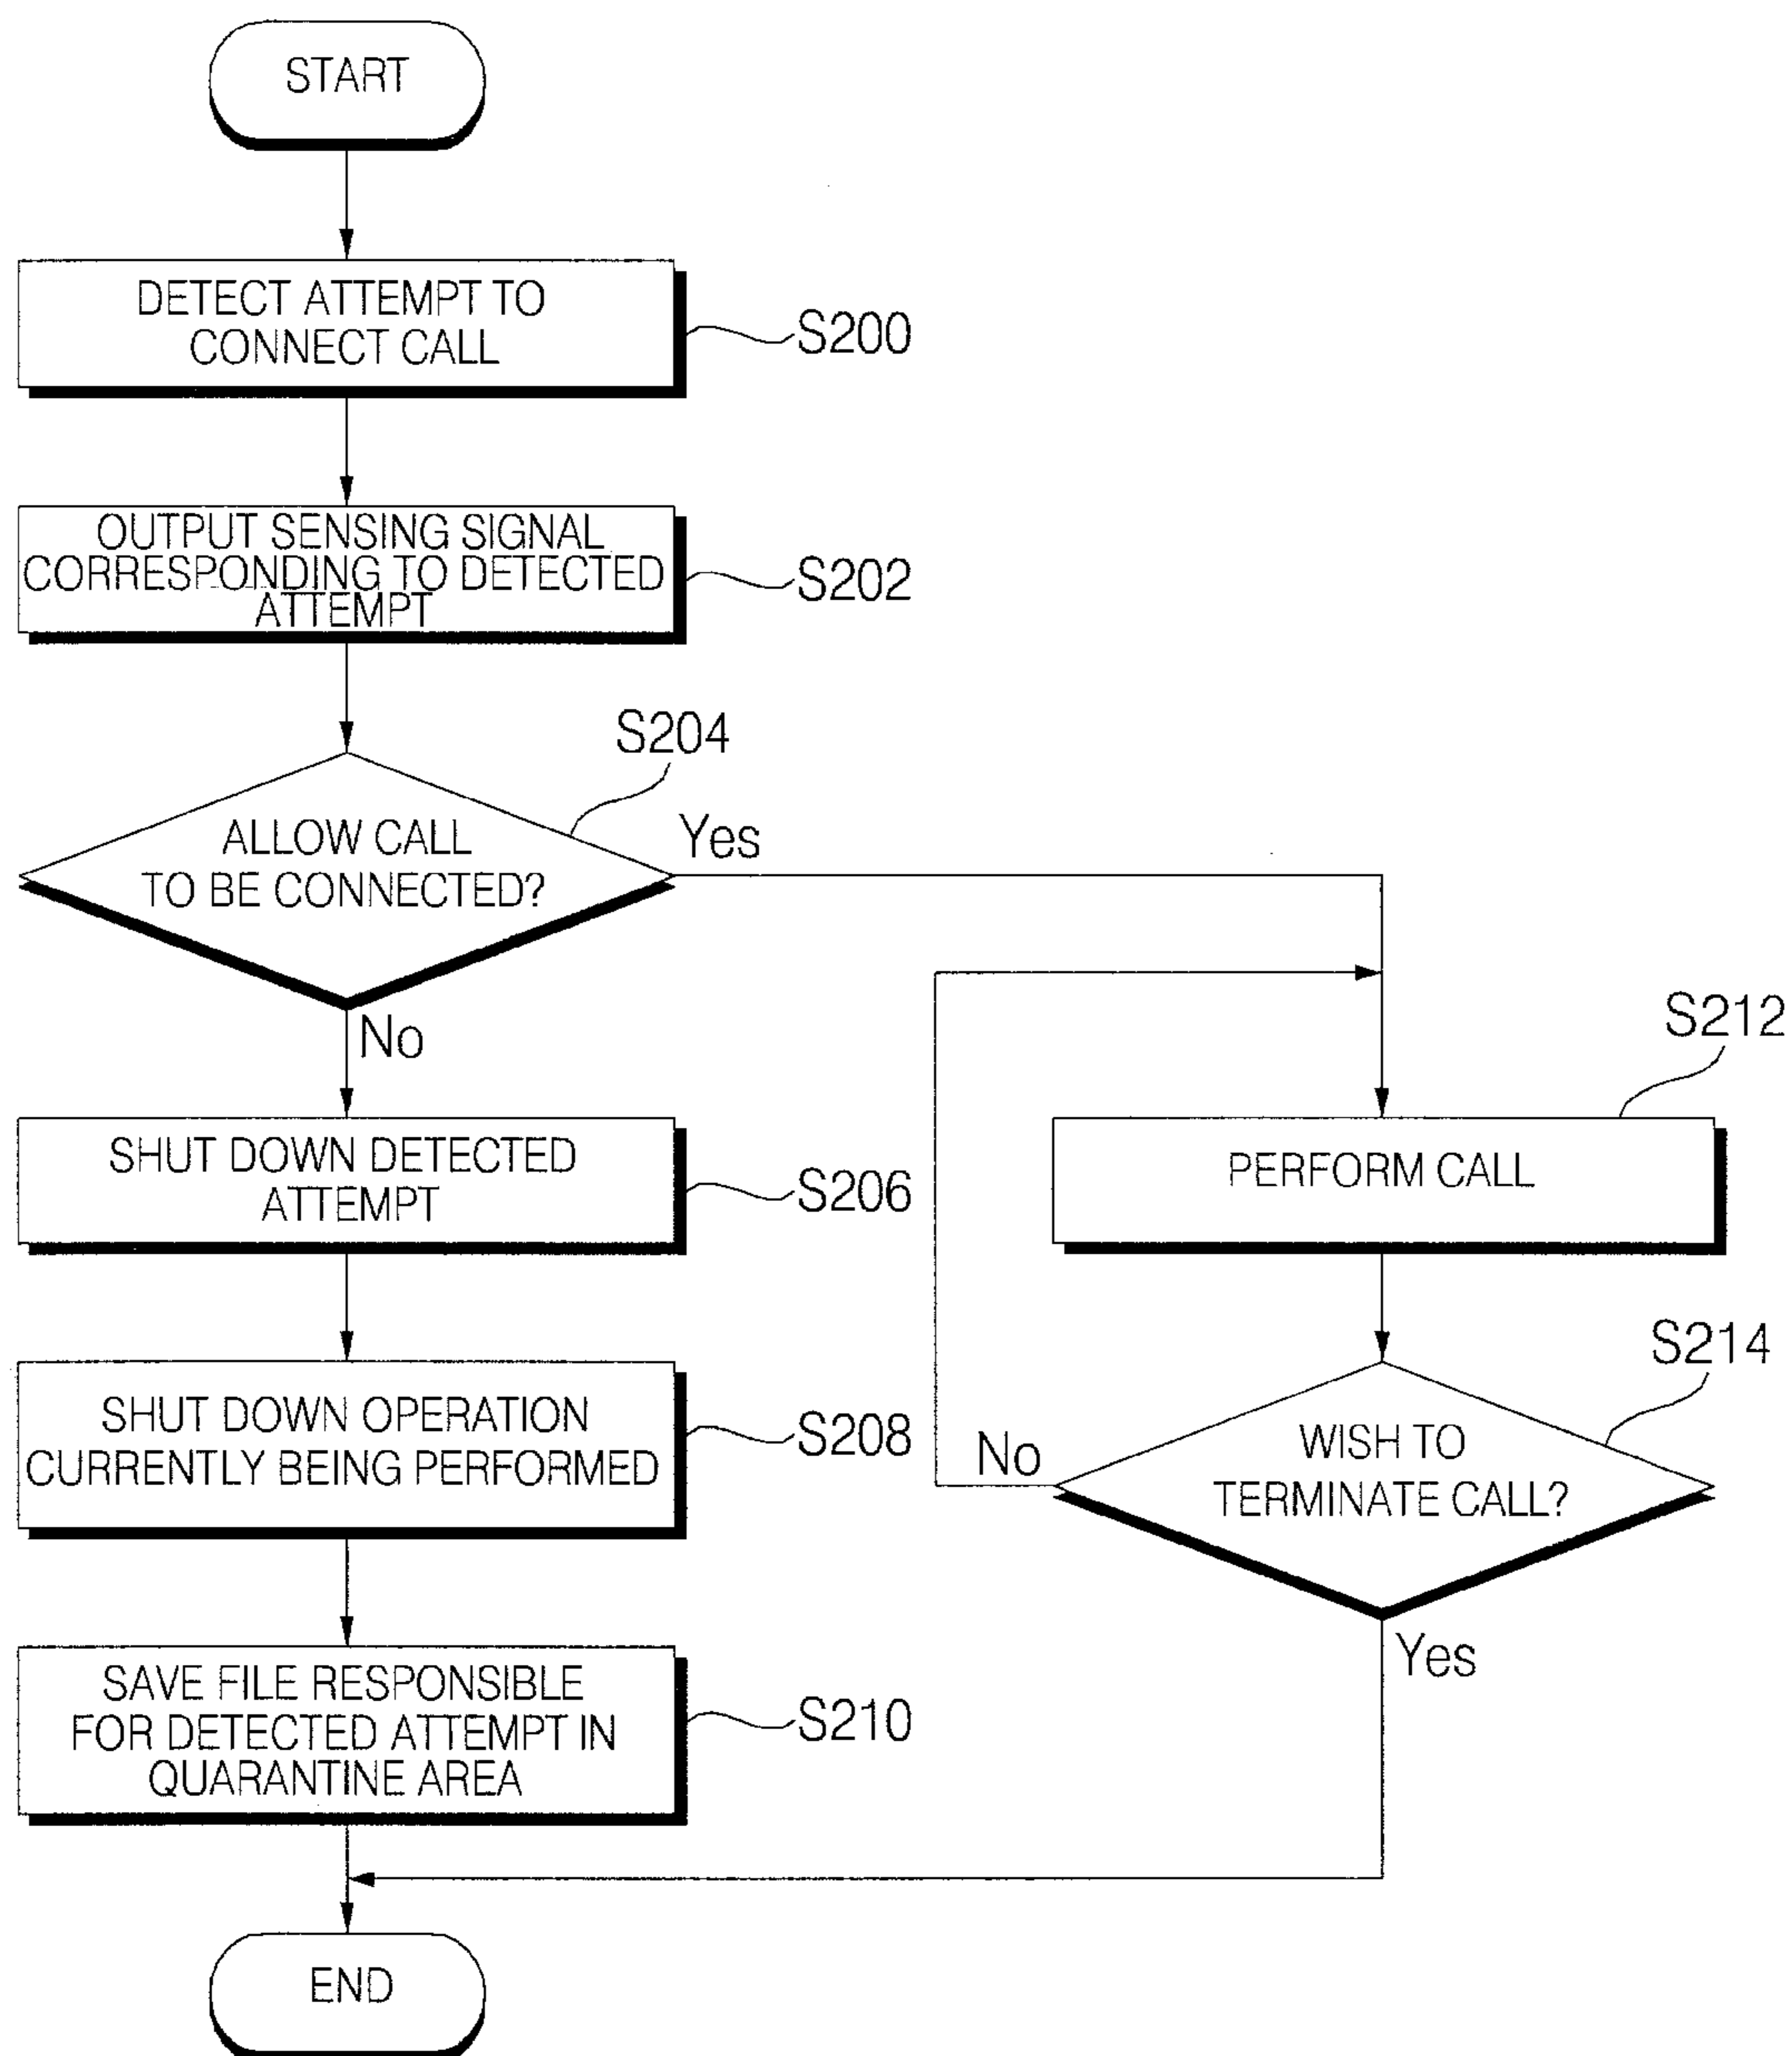 START
DETECT ATTEMPT TO
CONNECT CALL
S200
OUTPUT SENSING SIGNAL
CORRESPONDING TO DETECTED
ATTEMPT
S202
S204
ALLOW CALL
TO BE CONNECTED?
Yes
No
SHUT DOWN DETECTED
ATTEMPT
S206
SHUT DOWN OPERATION
CURRENTLY BEING PERFORMED
S208
SAVE FILE RESPONSIBLE
FOR DETECTED ATTEMPT IN
QUARANTINE AREA
S210
S212
PERFORM CALL
S214
WISH TO
TERMINATE CALL?
No
Yes
END